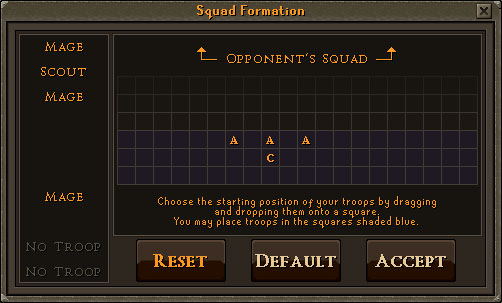 Squad Formation
Mage
Scout
Mage
Mage
No Troop
No Troop
Opponent's Squad
A A A
C
Choose the starting position of your troops by dragging
and dropping them onto a square.
You may place troops in the squares shaded blue.
Reset Default Accept